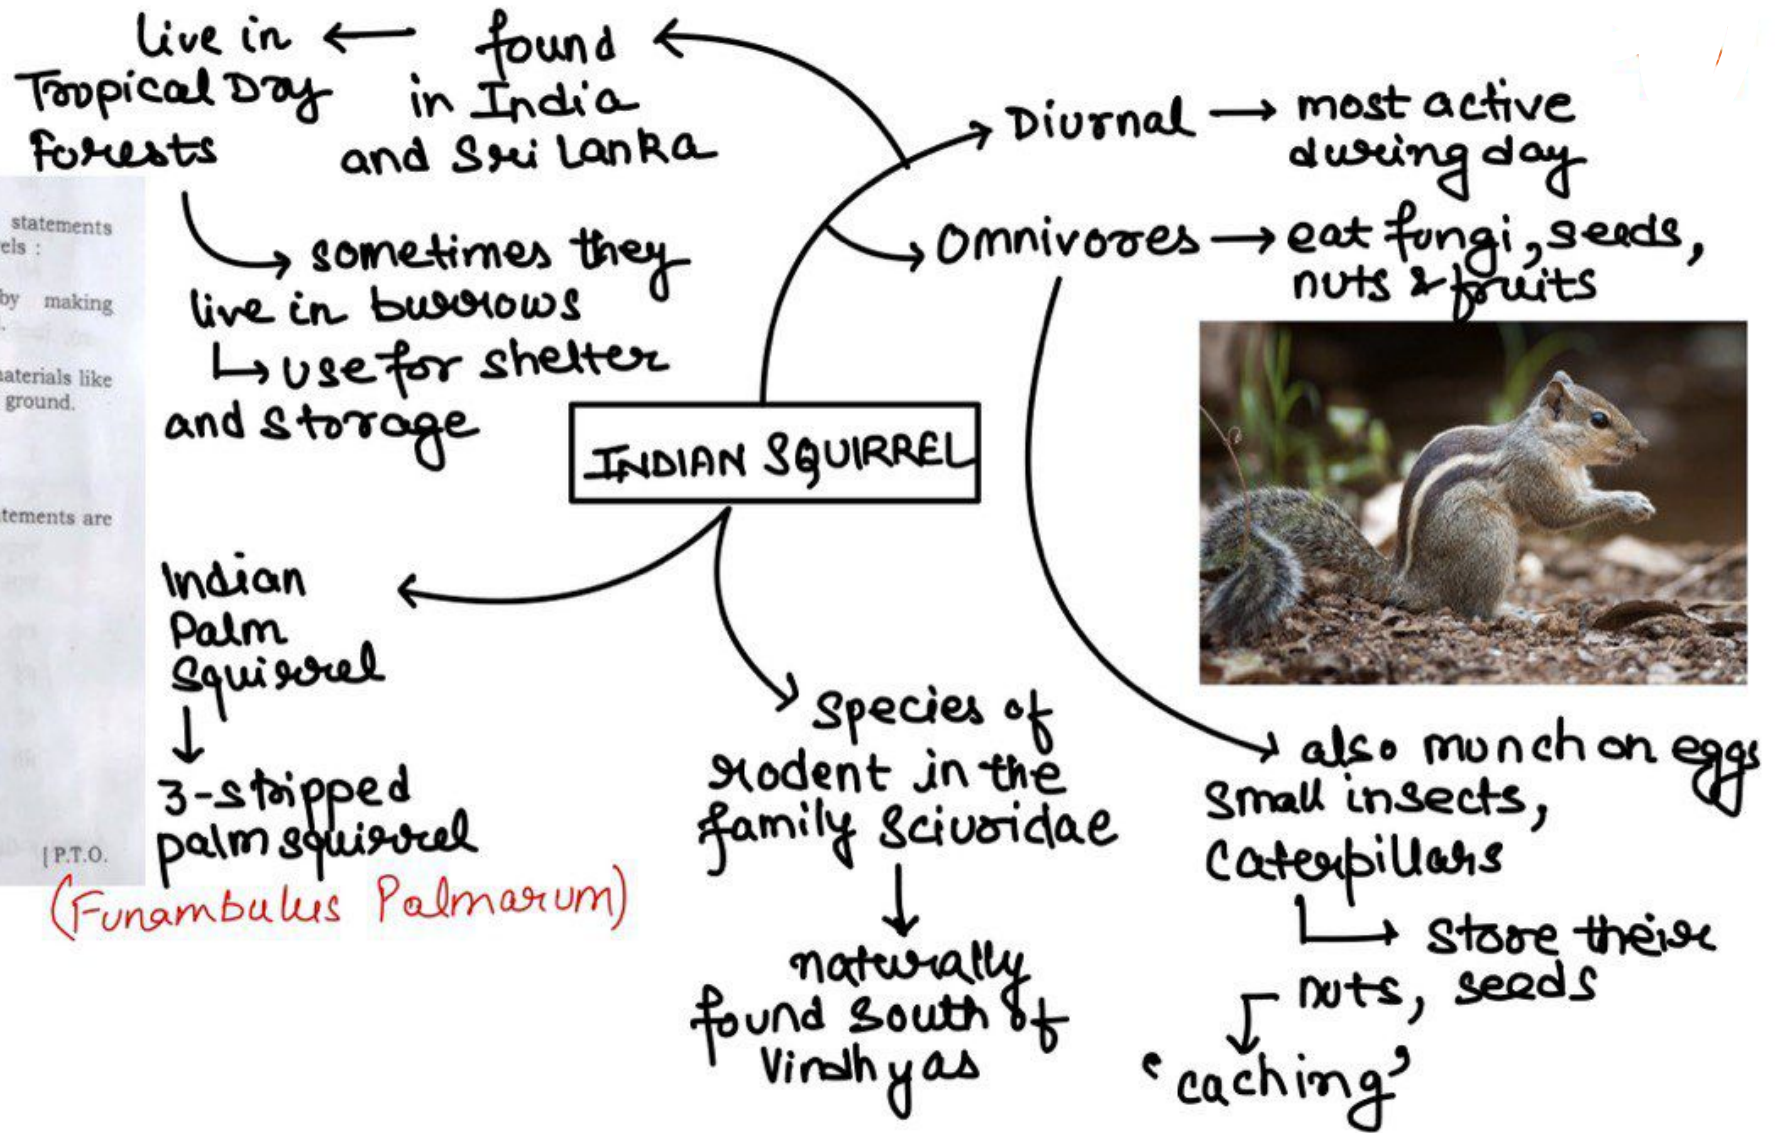 live in
Tropical Dry
Forests
found
in India
and Sri Lanka
Diurnal
most active
during day
Omnivores
eat fungi, seeds,
nuts & fruits
sometimes they
live in burrows
use for shelter
and storage
INDIAN SQUIRREL
Indian
Palm
Squirrel
3-stripped
palm squirrel
(Funambulus Palmarum)
Species of
rodent in the
family Sciuridae
naturally
found south of
Vindhyas
also munch on eggs
small insects,
caterpillars
store their
nuts, seeds
'caching'
statements
els :
by making
aterials like
ground.
tements are
[P.T.O.